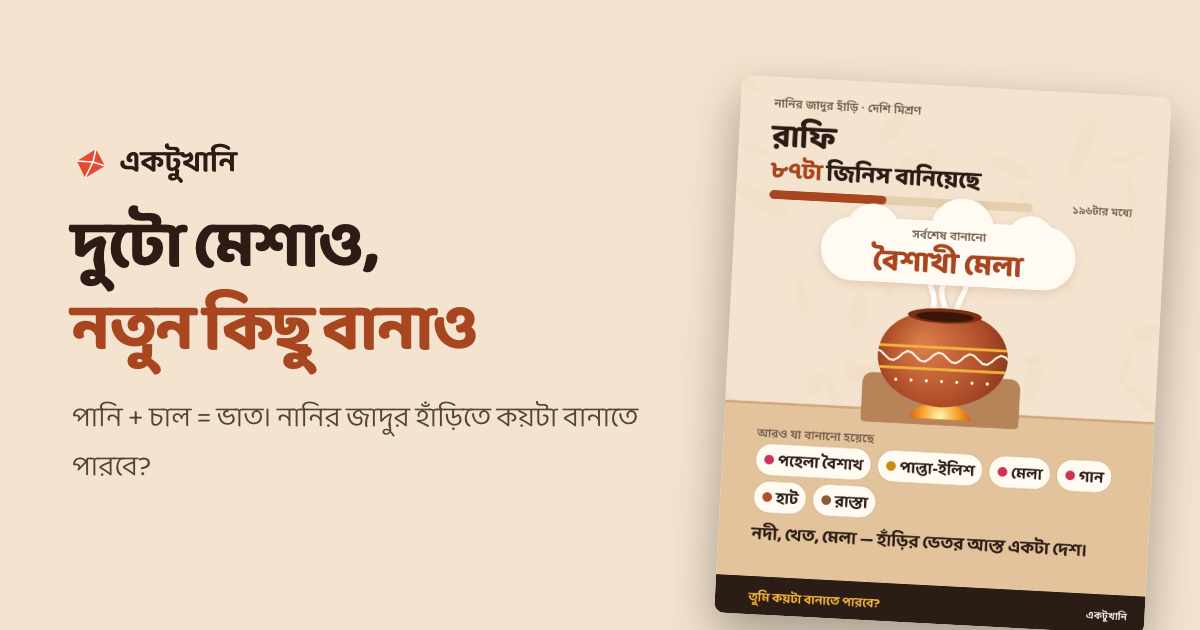 একটুখানি
দুটো মেশাও,
নতুন কিছু বানাও
পানি + চাল = ভাত। নানির জাদুর হাঁড়িতে কয়টা বানাতে
পারবে?
নানির জাদুর হাঁড়ি · দেশি মিশ্রণ
রাফি
৮৭টা জিনিস বানিয়েছে
১৯৬টার মধ্যে
সর্বশেষ বানানো
বৈশাখী মেলা
আরও যা বানানো হয়েছে
পহেলা বৈশাখ পান্তা-ইলিশ মেলা গান
হাট রাস্তা
নদী, খেত, মেলা — হাঁড়ির ভেতর আস্ত একটা দেশ।
তুমি কয়টা বানাতে পারবে?
একটুখানি